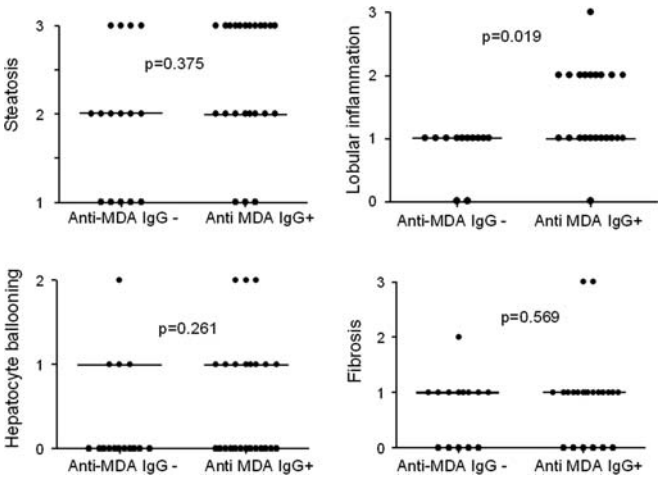 Steatosis
3
2
1
p=0.375
Anti-MDA IgG -
Anti MDA IgG+
Lobular inflammation
3
2
1
0
p=0.019
Anti-MDA IgG -
Anti MDA IgG+
Hepatocyte ballooning
2
1
0
p=0.261
Anti-MDA IgG -
Anti MDA IgG+
Fibrosis
3
2
1
0
p=0.569
Anti-MDA IgG -
Anti MDA IgG+